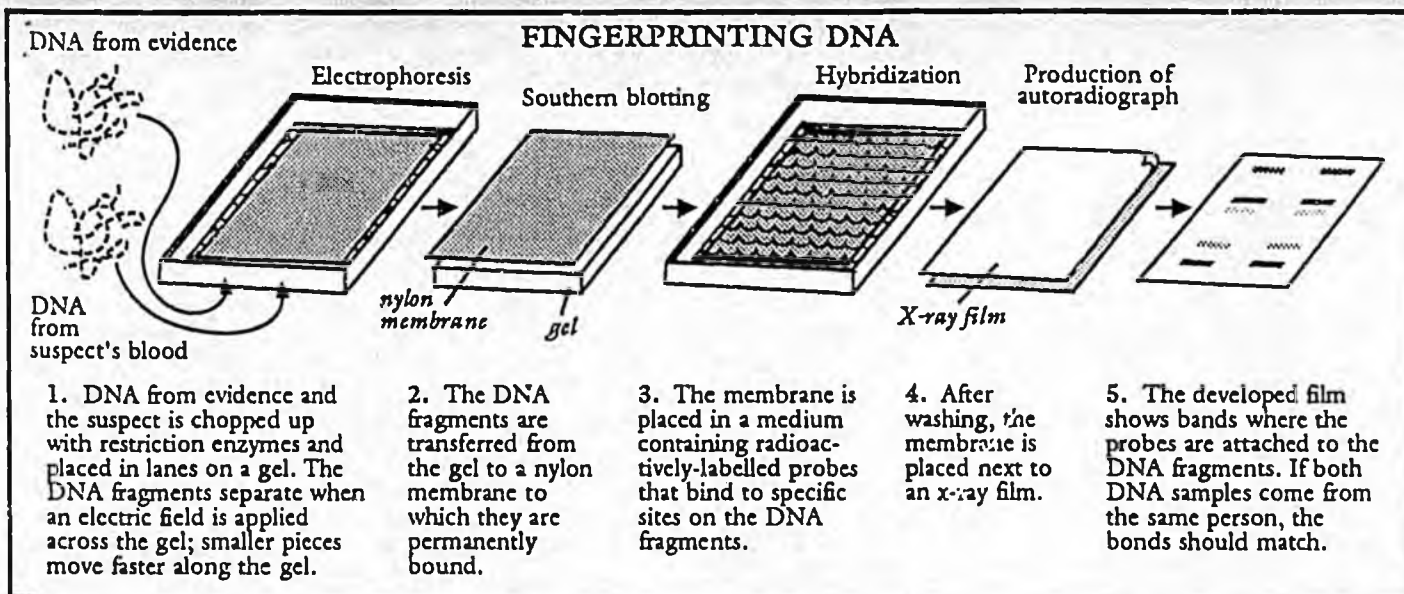 FINGERPRINTING DNA
DNA from evidence
Electrophoresis
Southern blotting
Hybridization
Production of
autoradiograph
DNA
from
suspect's blood
nylon
membrane
gel
X-ray film
1. DNA from evidence and
the suspect is chopped up
with restriction enzymes and
placed in lanes on a gel. The
DNA fragments separate when
an electric field is applied
across the gel; smaller pieces
move faster along the gel.
2. The DNA
fragments are
transferred from
the gel to a nylon
membrane to
which they are
permanently
bound.
3. The membrane is
placed in a medium
containing radioac-
tively-labelled probes
that bind to specific
sites on the DNA
fragments.
4. After
washing, the
membrane is
placed next to
an x-ray film.
5. The developed film
shows bands where the
probes are attached to the
DNA fragments. If both
DNA samples come from
the same person, the
bonds should match.